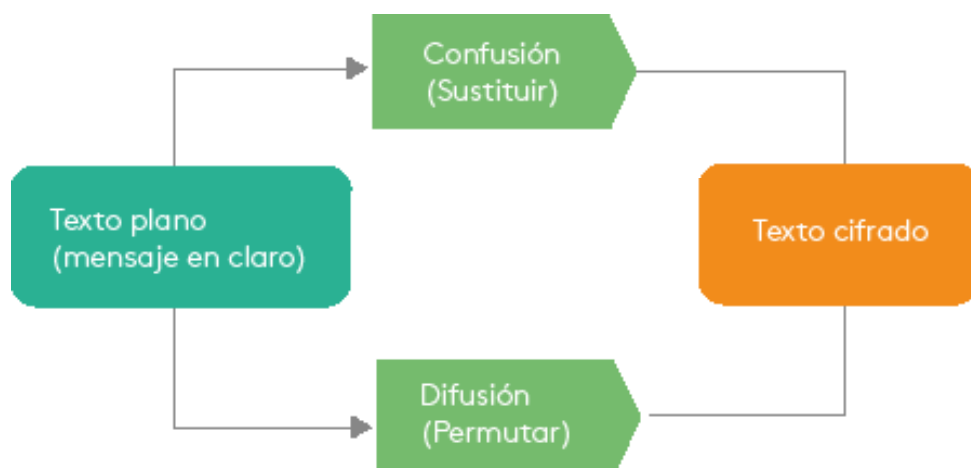 Confusión
(Sustituir)
Texto plano
(mensaje en claro)
Texto cifrado
Difusión
(Permutar)